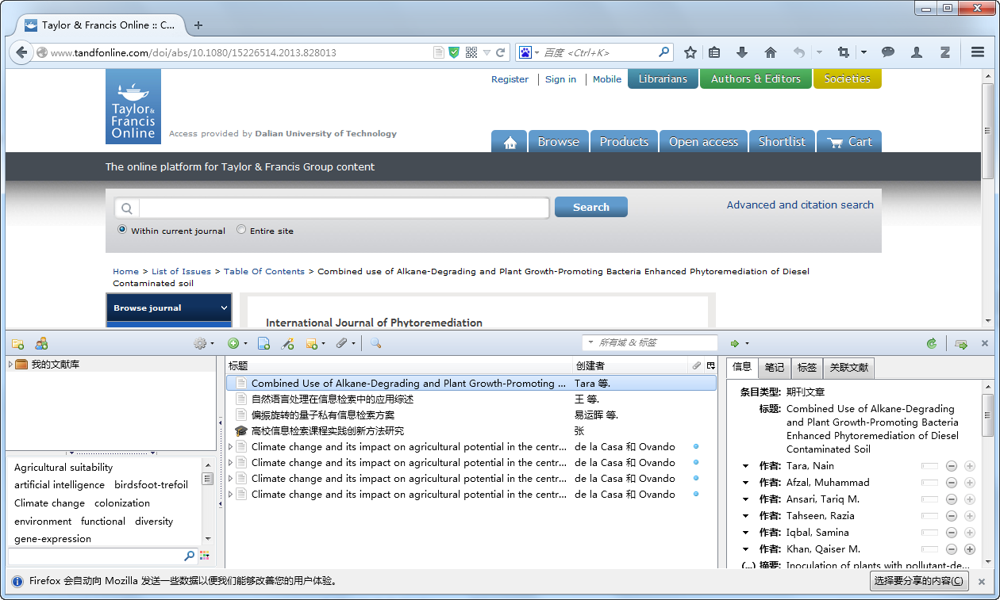 Taylor & Francis Online :: C...
www.tandfonline.com/doi/abs/10.1080/15226514.2013.828013
百度 <Ctrl+K>
Register
Sign in
Mobile
Librarians
Authors & Editors
Societies
Taylor &
Francis
Online
Access provided by Dalian University of Technology
Browse
Products
Open access
Shortlist
Cart
The online platform for Taylor & Francis Group content
Search
Advanced and citation search
Within current journal
Entire site
Home > List of Issues > Table Of Contents > Combined use of Alkane-Degrading and Plant Growth-Promoting Bacteria Enhanced Phytoremediation of Diesel
Contaminated soil
Browse journal
International Journal of Phytoremediation
所有域 & 标签
我的文献库
Agricultural suitability
artificial intelligence birdsfoot-trefoil
Climate change colonization
environment functional diversity
gene-expression
标题 创建者
Combined Use of Alkane-Degrading and Plant Growth-Promoting ... Tara 等.
自然语言处理在信息检索中的应用综述 王 等.
偏振旋转的量子私有信息检索方案 易运晖 等.
高校信息检索课程实践创新方法研究 张
Climate change and its impact on agricultural potential in the centr... de la Casa 和 Ovando
Climate change and its impact on agricultural potential in the centr... de la Casa 和 Ovando
Climate change and its impact on agricultural potential in the centr... de la Casa 和 Ovando
Climate change and its impact on agricultural potential in the centr... de la Casa 和 Ovando
信息 笔记 标签 关联文献
条目类型: 期刊文章
标题: Combined Use of Alkane-Degrading
and Plant Growth-Promoting Bacteria
Enhanced Phytoremediation of Diesel
Contaminated Soil
作者: Tara, Nain
作者: Afzal, Muhammad
作者: Ansari, Tariq M.
作者: Tahseen, Razia
作者: Iqbal, Samina
作者: Khan, Qaiser M.
(...) 摘要: Inoculation of plants with pollutant-de...
Firefox 会自动向 Mozilla 发送一些数据以便我们能够改善您的用户体验。
选择要分享的内容(C)